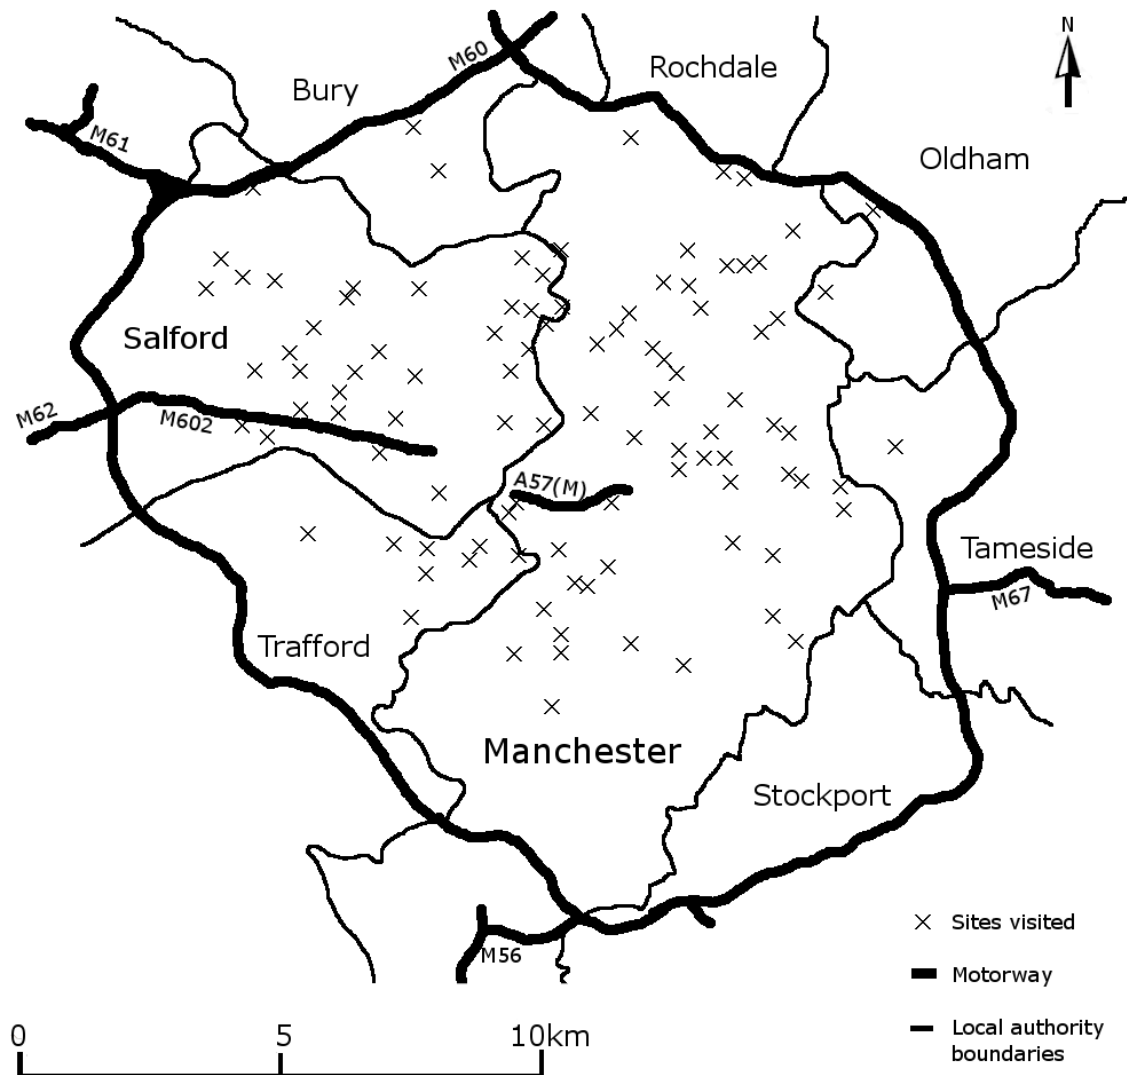 N
M60
Rochdale
Bury
M61
Oldham
Salford
M62
M602
A57(M)
Tameside
M67
Trafford
Manchester
Stockport
M56
Sites visited
Motorway
Local authority
boundaries
0
5
10km